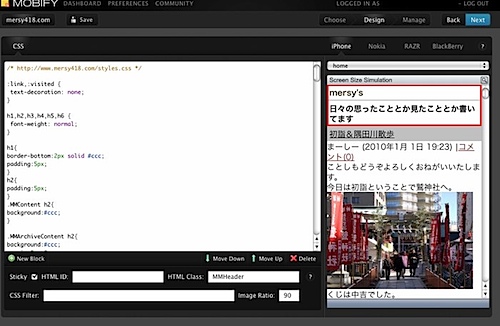 MOBIFY DASHBOARD PREFERENCES COMMUNITY LOGGED IN AS LOG OUT
mersy418.com Save Choose Design Manage Back Next
CSS iPhone Nokia RAZR BlackBerry ?
home
Screen Size Simulation
/* http://www.mersy418.com/styles.css */
:link,:visited {
text-decoration: none;
}
h1,h2,h3,h4,h5,h6 {
font-weight: normal;
}
h1{
border-bottom:2px solid #ccc;
padding:5px;
}
h2{
padding:5px;
}
.MMContent h2{
background:#ccc;
}
.MMArchiveContent h2{
background:#ccc;
}
mersy's
日々の思ったこととか見たこととか書い
てます
初詣&隅田川散歩
まーしー (2010年1月 1日 19:23) |コメ
ント(0)
ことしもどうぞよろしくおねがいいたしま
す。
今日は初詣ということで鷲神社へ。
くじは中吉でした。
New Block Move Down Move Up Delete
Sticky HTML ID: HTML Class: MMHeader ?
CSS Filter: Image Ratio: 90